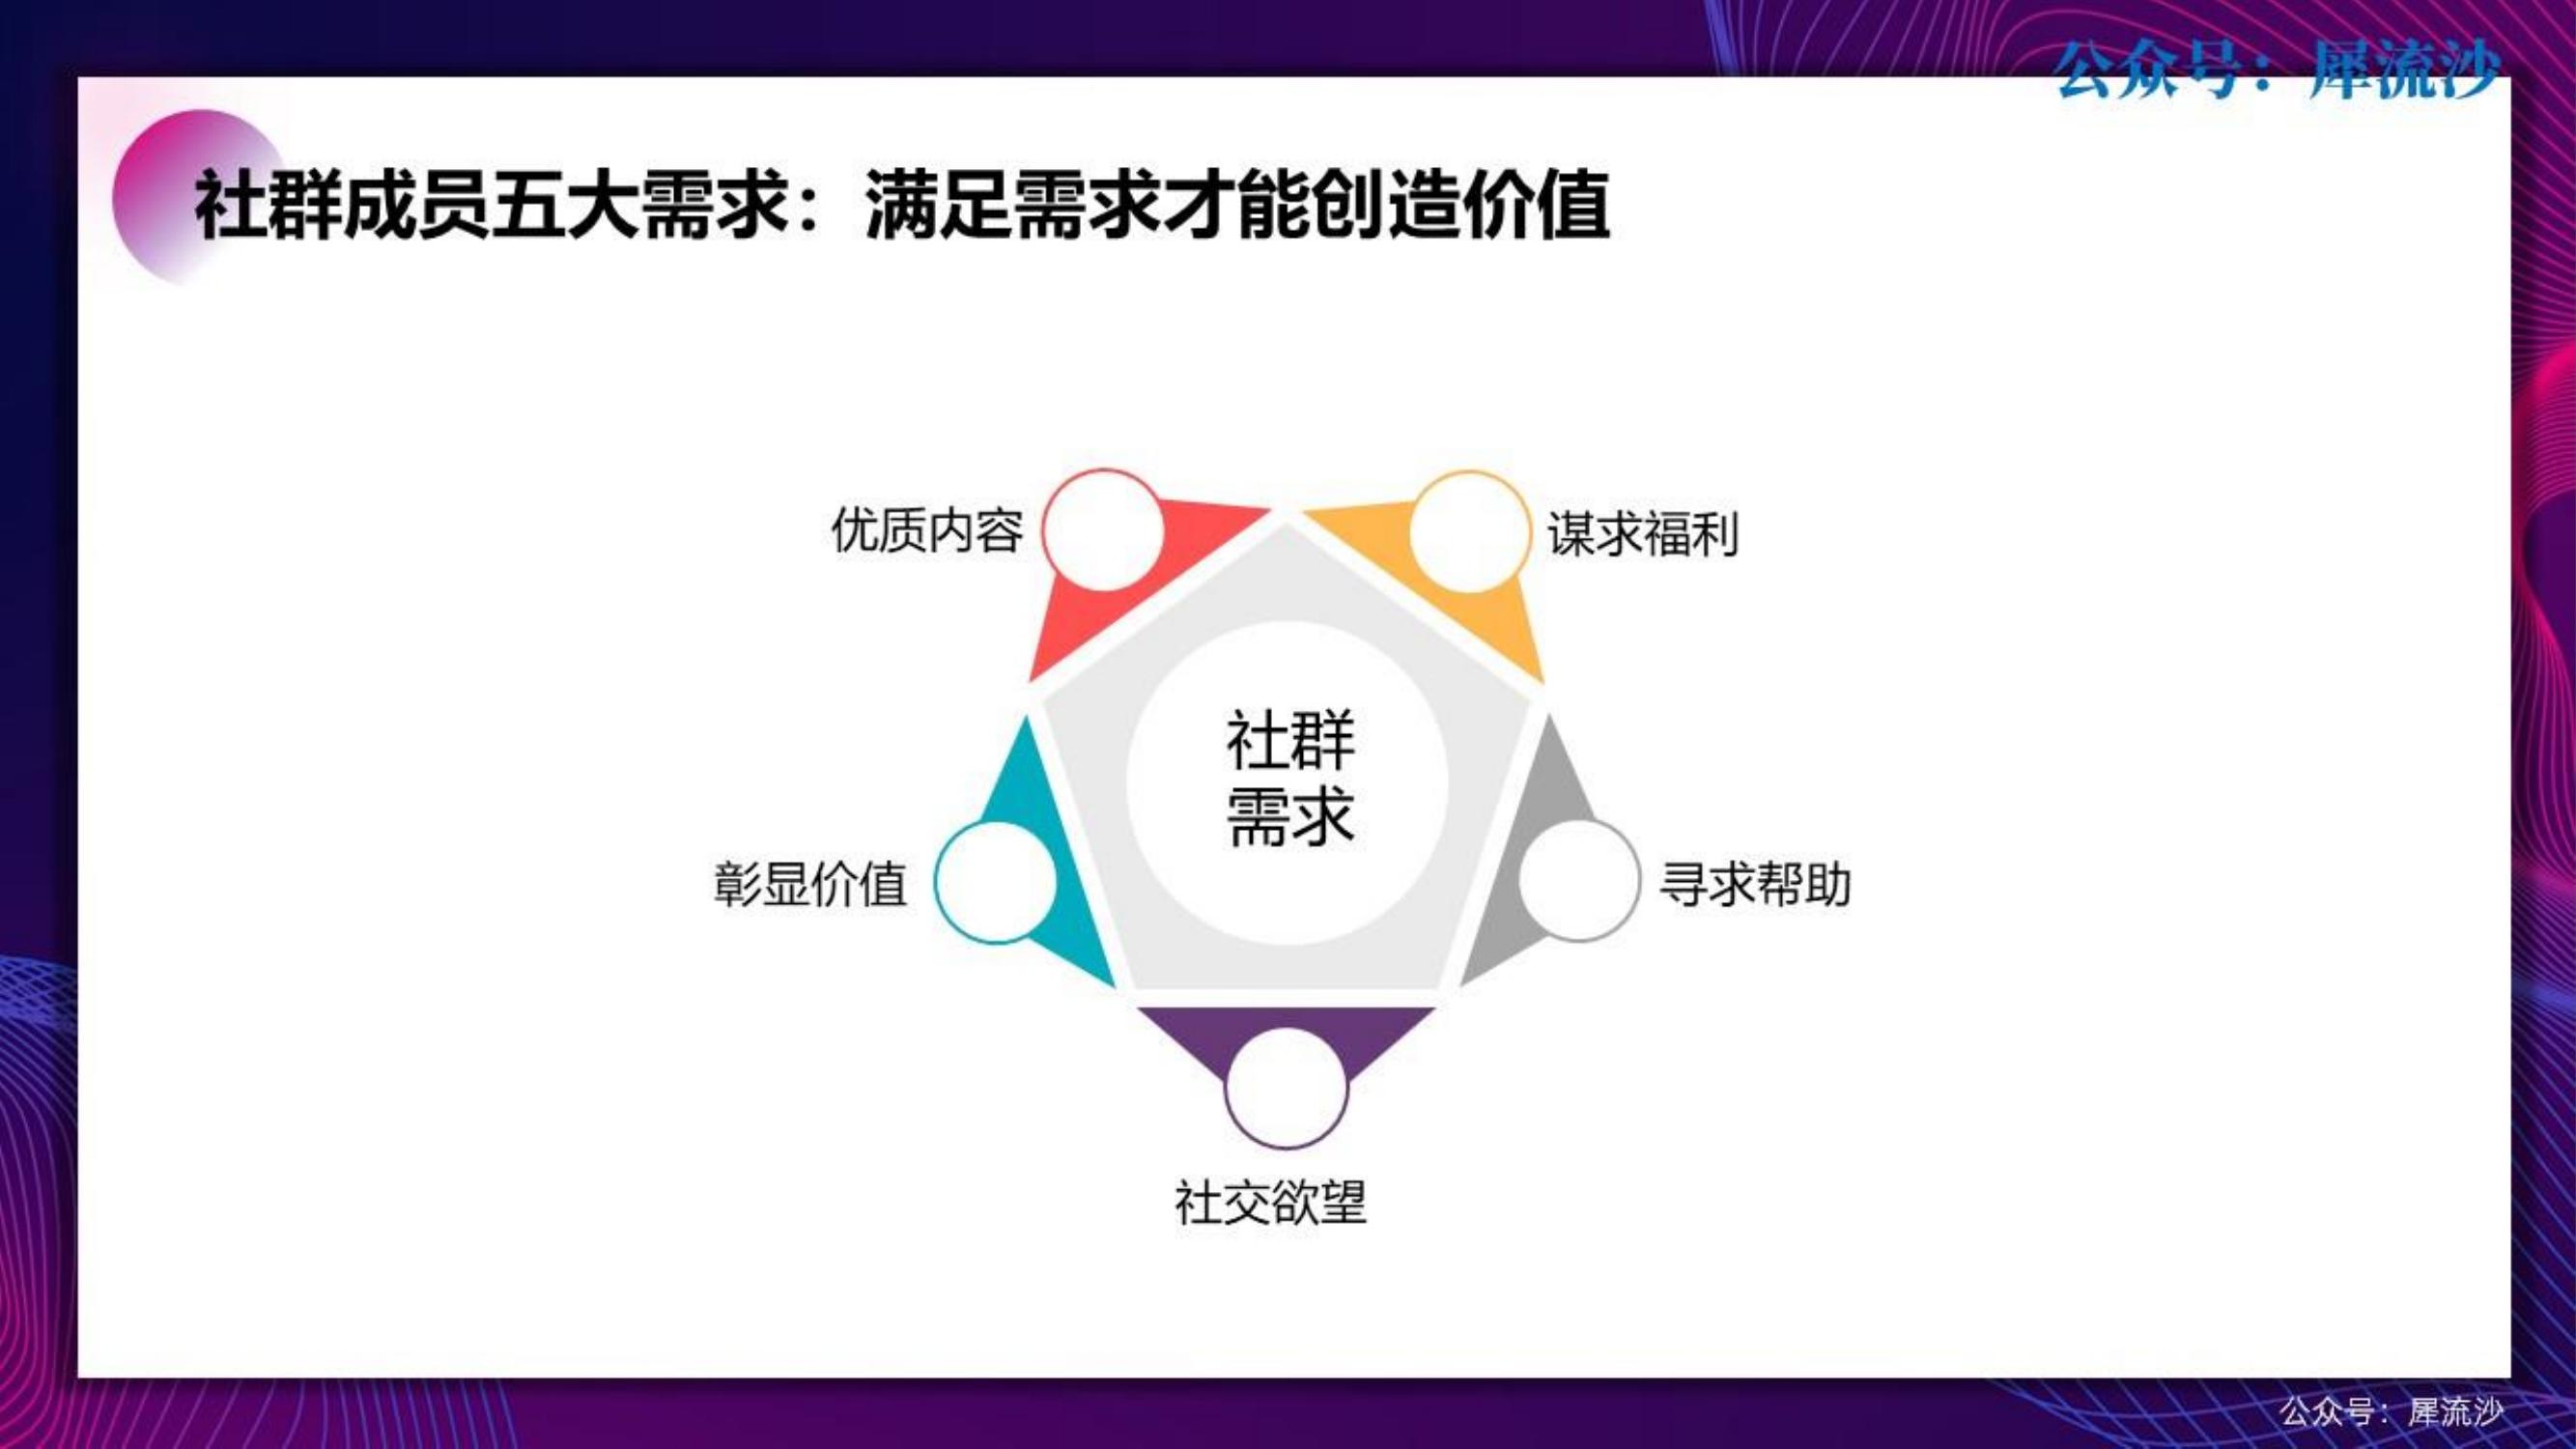 公众号：犀流沙
社群成员五大需求：满足需求才能创造价值
优质内容
谋求福利
社群
需求
彰显价值
寻求帮助
社交欲望
公众号：犀流沙